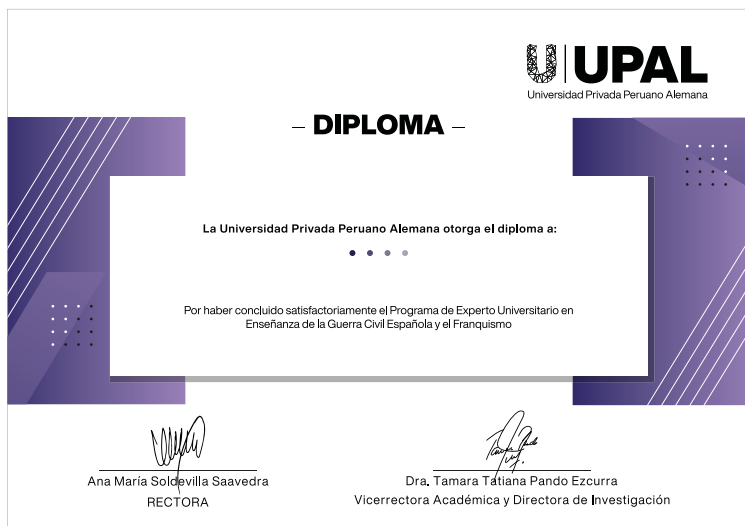 UPAL
Universidad Privada Peruano Alemana
– DIPLOMA –
La Universidad Privada Peruano Alemana otorga el diploma a:
Por haber concluido satisfactoriamente el Programa de Experto Universitario en
Enseñanza de la Guerra Civil Española y el Franquismo
Ana María Soldevilla Saavedra
RECTORA
Dra. Tamara Tatiana Pando Ezcurra
Vicerrectora Académica y Directora de Investigación